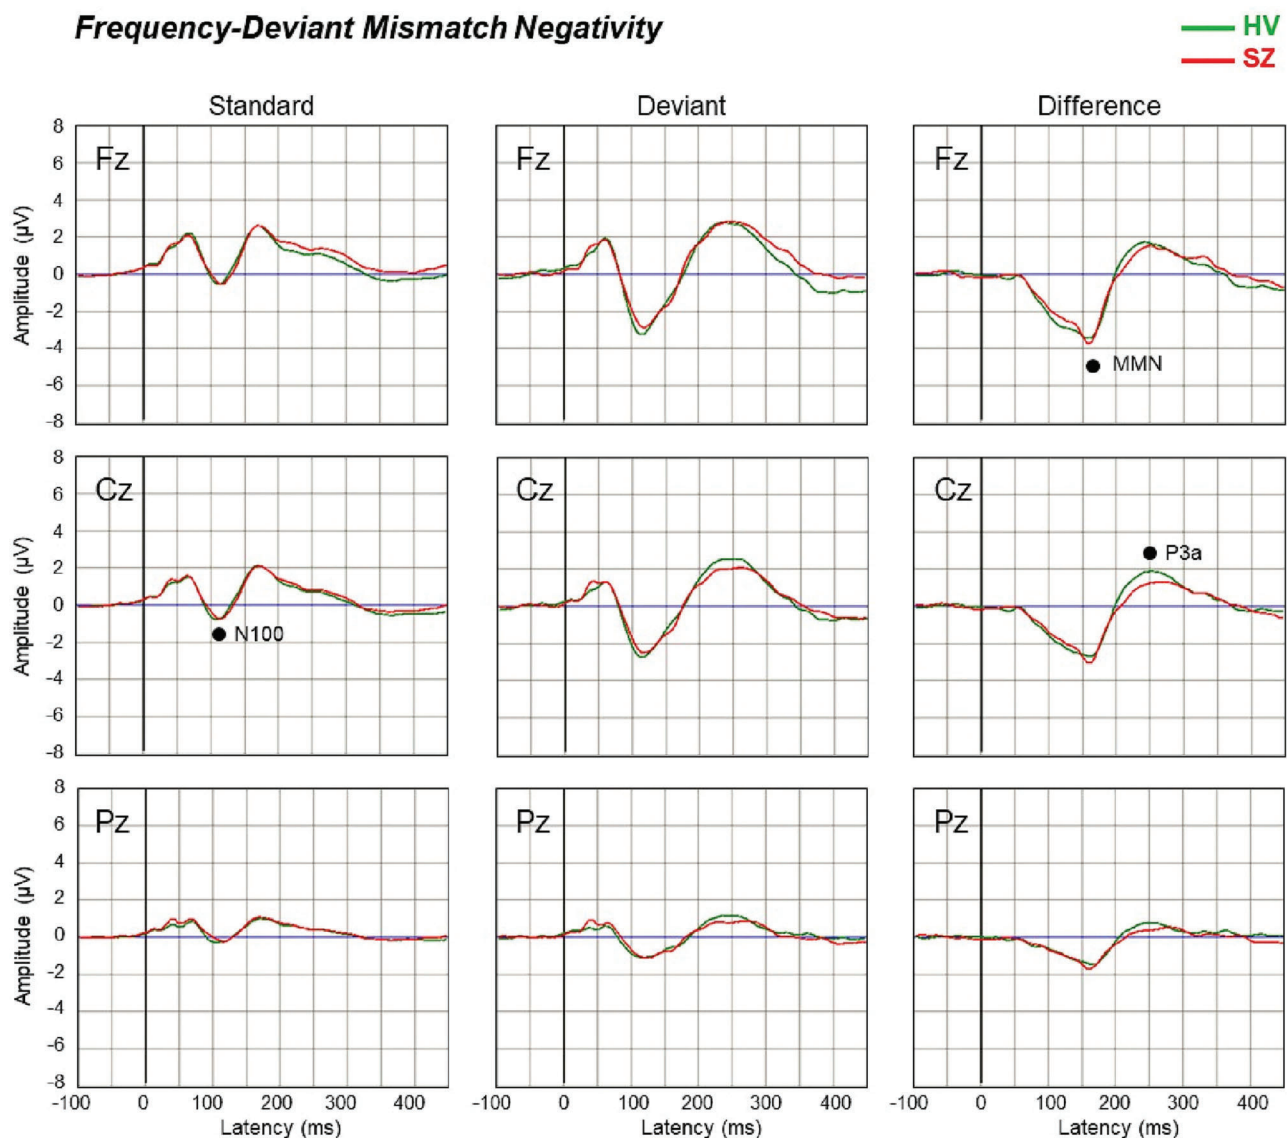 Frequency-Deviant Mismatch Negativity
HV
SZ
Standard
Deviant
Difference
8
6
4
2
0
-2
-4
-6
-8
Amplitude (µV)
Fz
Fz
Fz
MMN
8
6
4
2
0
-2
-4
-6
-8
Amplitude (µV)
Cz
N100
Cz
Cz
P3a
8
6
4
2
0
-2
-4
-6
-8
Amplitude (µV)
Pz
Pz
Pz
-100 0 100 200 300 400
-100 0 100 200 300 400
-100 0 100 200 300 400
Latency (ms)
Latency (ms)
Latency (ms)